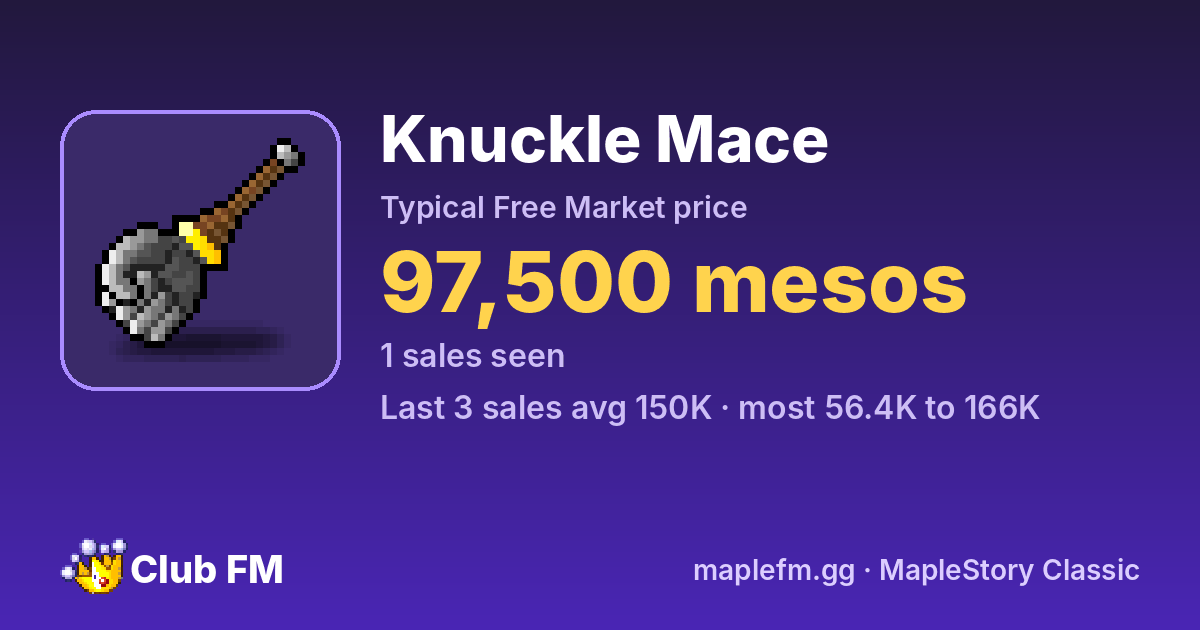 Knuckle Mace
Typical Free Market price
97,500 mesos
1 sales seen
Last 3 sales avg 150K · most 56.4K to 166K
Club FM
maplefm.gg · MapleStory Classic